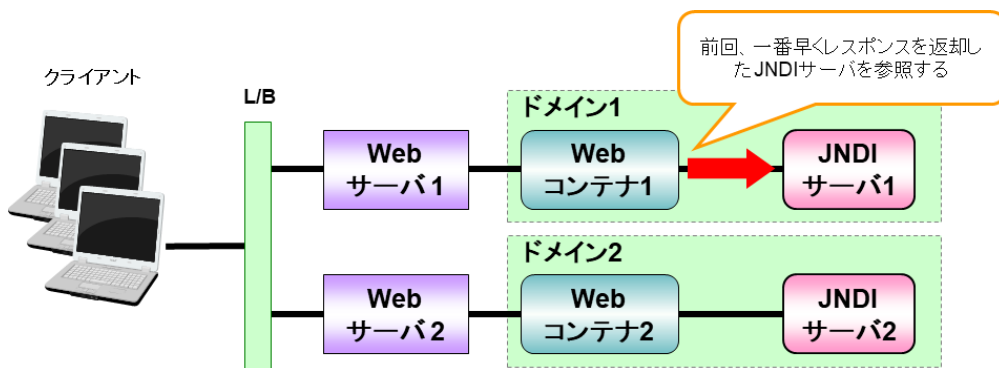 前回、一番早くレスポンスを返却し
たJNDIサーバを参照する
クライアント
L/B
ドメイン1
Web
サーバ1
Web
コンテナ1
JNDI
サーバ1
ドメイン2
Web
サーバ2
Web
コンテナ2
JNDI
サーバ2